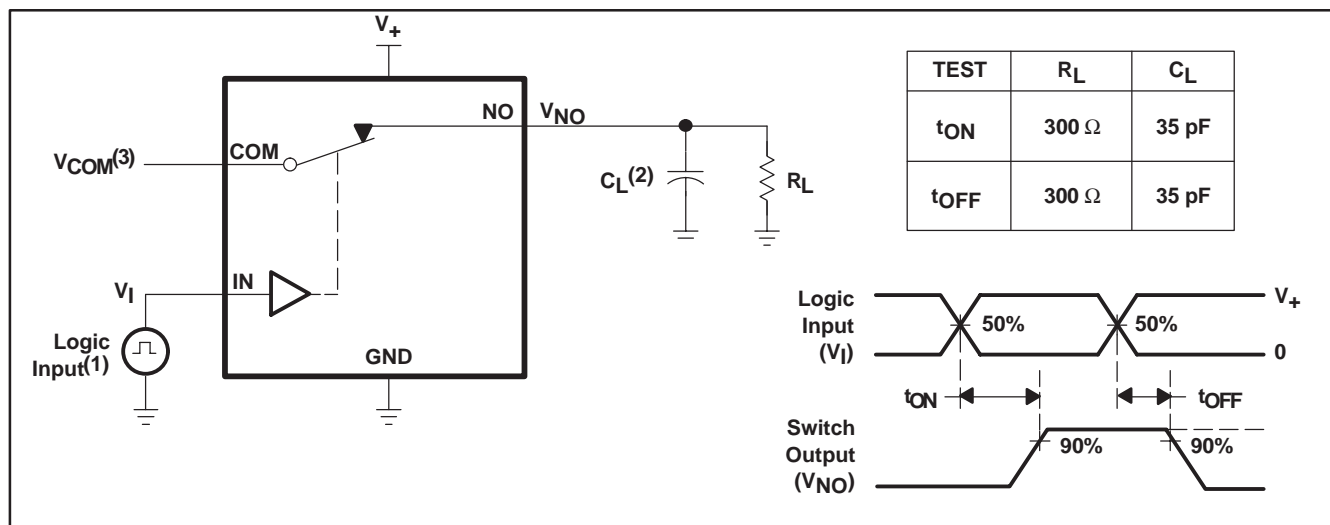 V+
NO
VNO
COM
VCOM(3)
CL(2)
RL
IN
VI
Logic
Input(1)
GND
TEST RL CL
tON 300 Ω 35 pF
tOFF 300 Ω 35 pF
Logic
Input
(VI)
50%
50%
V+
0
tON
tOFF
Switch
Output
(VNO)
90%
90%